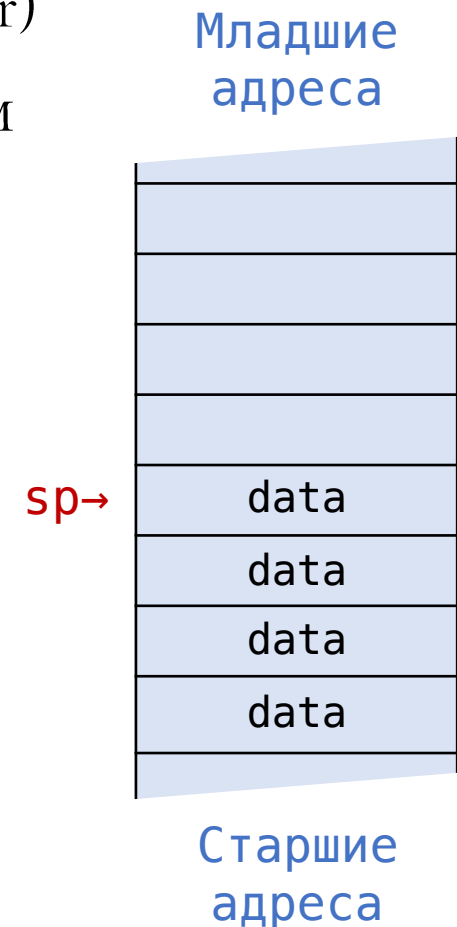 r)
Младшие
адреса
sp→
data
data
data
data
Старшие
адреса